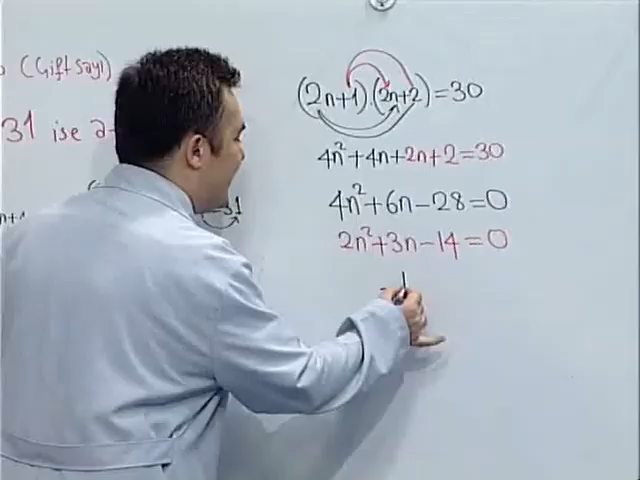 (Çift sayı)
31 ise a-
31
(2n+1).(2n+2)=30
4n²+4n+2n+2=30
4n²+6n-28=0
2n²+3n-14=0